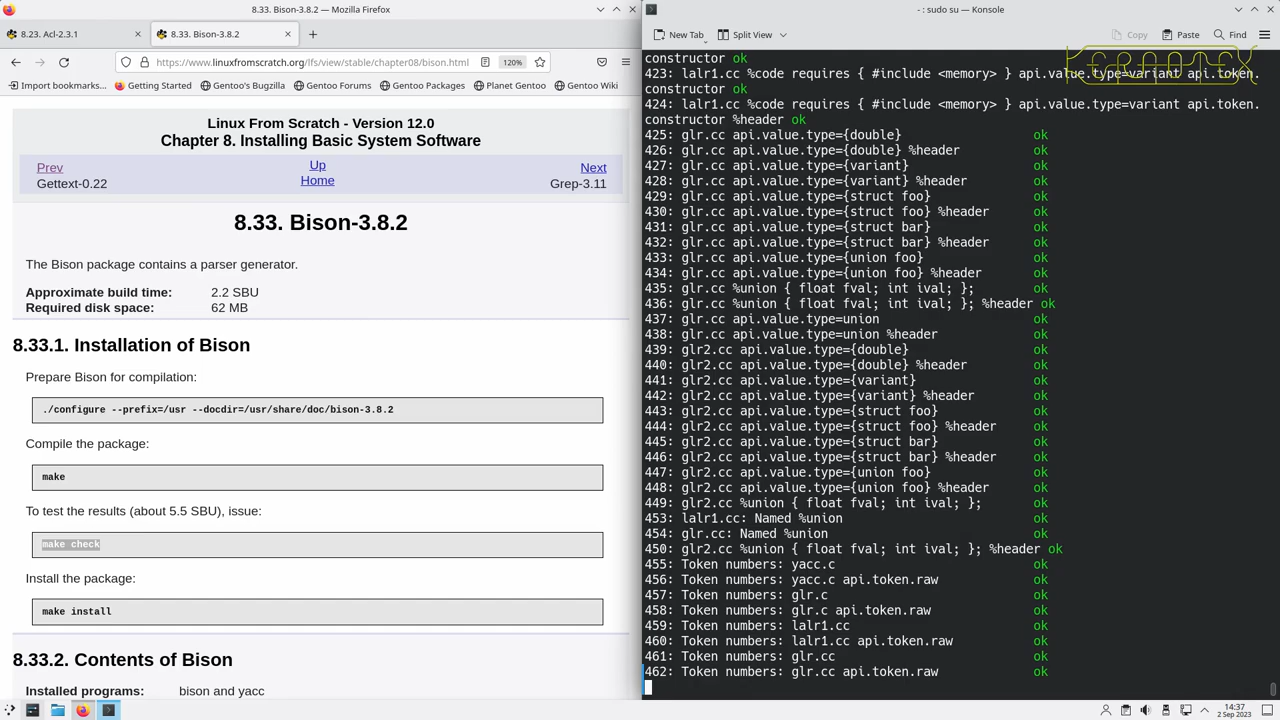 8.33. Bison-3.8.2 — Mozilla Firefox
8.23. Acl-2.3.1
8.33. Bison-3.8.2
https://www.linuxfromscratch.org/lfs/view/stable/chapter08/bison.html
120%
Import bookmarks...
Getting Started
Gentoo's Bugzilla
Gentoo Forums
Gentoo Packages
Planet Gentoo
Gentoo Wiki
Linux From Scratch - Version 12.0
Chapter 8. Installing Basic System Software
Prev
Up
Next
Gettext-0.22
Home
Grep-3.11
8.33. Bison-3.8.2
The Bison package contains a parser generator.
Approximate build time: 2.2 SBU
Required disk space: 62 MB
8.33.1. Installation of Bison
Prepare Bison for compilation:
./configure --prefix=/usr --docdir=/usr/share/doc/bison-3.8.2
Compile the package:
make
To test the results (about 5.5 SBU), issue:
make check
Install the package:
make install
8.33.2. Contents of Bison
Installed programs: bison and yacc
- : sudo su — Konsole
New Tab
Split View
Copy
Paste
Find
constructor ok
423: lalr1.cc %code requires { #include <memory> } api.value.type=variant api.token.
constructor ok
424: lalr1.cc %code requires { #include <memory> } api.value.type=variant api.token.
constructor %header ok
425: glr.cc api.value.type={double} ok
426: glr.cc api.value.type={double} %header ok
427: glr.cc api.value.type={variant} ok
428: glr.cc api.value.type={variant} %header ok
429: glr.cc api.value.type={struct foo} ok
430: glr.cc api.value.type={struct foo} %header ok
431: glr.cc api.value.type={struct bar} ok
432: glr.cc api.value.type={struct bar} %header ok
433: glr.cc api.value.type={union foo} ok
434: glr.cc api.value.type={union foo} %header ok
435: glr.cc %union { float fval; int ival; }; ok
436: glr.cc %union { float fval; int ival; }; %header ok
437: glr.cc api.value.type=union ok
438: glr.cc api.value.type=union %header ok
439: glr2.cc api.value.type={double} ok
440: glr2.cc api.value.type={double} %header ok
441: glr2.cc api.value.type={variant} ok
442: glr2.cc api.value.type={variant} %header ok
443: glr2.cc api.value.type={struct foo} ok
444: glr2.cc api.value.type={struct foo} %header ok
445: glr2.cc api.value.type={struct bar} ok
446: glr2.cc api.value.type={struct bar} %header ok
447: glr2.cc api.value.type={union foo} ok
448: glr2.cc api.value.type={union foo} %header ok
449: glr2.cc %union { float fval; int ival; }; ok
453: lalr1.cc: Named %union ok
454: glr.cc: Named %union ok
450: glr2.cc %union { float fval; int ival; }; %header ok
455: Token numbers: yacc.c ok
456: Token numbers: yacc.c api.token.raw ok
457: Token numbers: glr.c ok
458: Token numbers: glr.c api.token.raw ok
459: Token numbers: lalr1.cc ok
460: Token numbers: lalr1.cc api.token.raw ok
461: Token numbers: glr.cc ok
462: Token numbers: glr.cc api.token.raw ok
14:37
2 Sep 2023